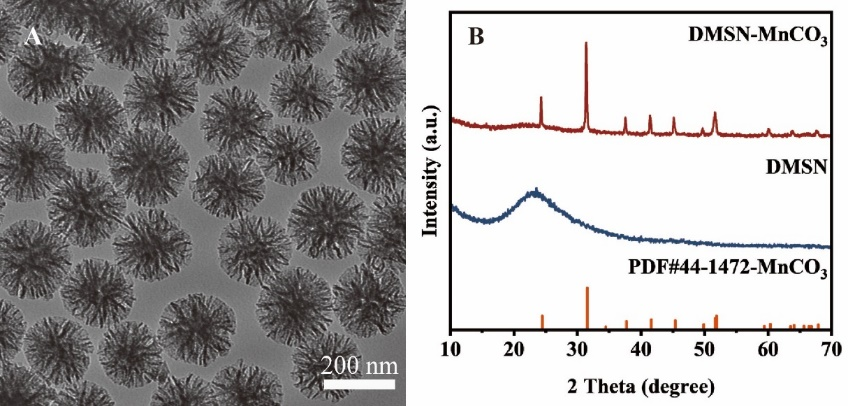 A
200 nm
B
DMSN-MnCO₃
DMSN
PDF#44-1472-MnCO₃
Intensity (a.u.)
10 20 30 40 50 60 70
2 Theta (degree)